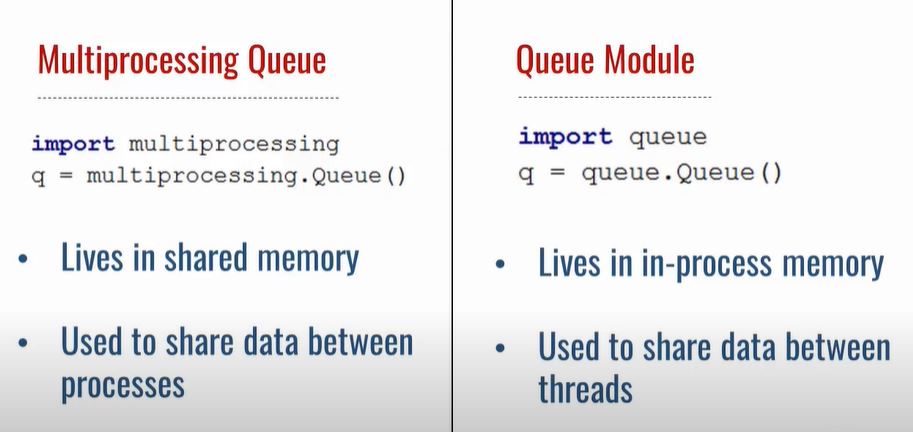 Multiprocessing Queue
import multiprocessing
q = multiprocessing.Queue()
• Lives in shared memory
• Used to share data between
processes
Queue Module
import queue
q = queue.Queue()
• Lives in in-process memory
• Used to share data between
threads